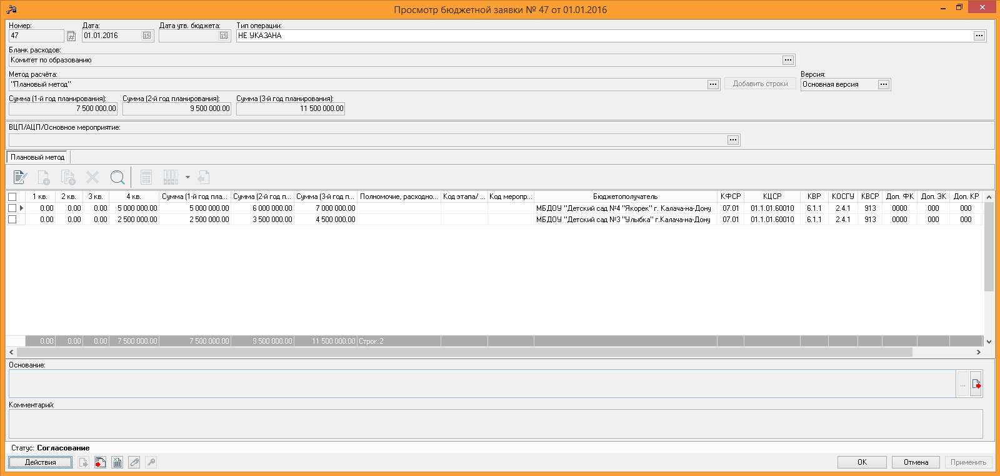 Просмотр бюджетной заявки № 47 от 01.01.2016
Номер: Дата: Дата утв. бюджета: Тип операции:
47 01.01.2016 15 15 НЕ УКАЗАНА ...
Бланк расходов:
Комитет по образованию ...
Метод расчёта: Версия:
"Плановый метод" ... Добавить строки Основная версия ...
Сумма (1-й год планирования): Сумма (2-й год планирования): Сумма (3-й год планирования):
7 500 000.00 9 500 000.00 11 500 000.00
ВЦП/АЦП/Основное мероприятие:
...
Плановый метод
1 кв. 2 кв. 3 кв. 4 кв. Сумма (1-й год пла... Сумма (2-й год п... Сумма (3-й год п... Полномочие, расходно... Код этапа/ ... Код меропр... Бюджетополучатель КФСР КЦСР КВР КОСГУ КВСР Доп. ФК Доп. ЭК Доп. КР
0.00 0.00 0.00 5 000 000.00 5 000 000.00 6 000 000.00 7 000 000.00 МБДОУ "Детский сад №4 "Якорек" г. Калача-на-Дону 07.01 01.1.01.60010 6.1.1 2.4.1 913 0000 000 000
0.00 0.00 0.00 2 500 000.00 2 500 000.00 3 500 000.00 4 500 000.00 МБДОУ "Детский сад №3 "Улыбка" г.Калача-на-Дону 07.01 01.1.01.60010 6.1.1 2.4.1 913 0000 000 000
0.00 0.00 0.00 7 500 000.00 7 500 000.00 9 500 000.00 11 500 000.00 Строк:2
Основание:
...
Комментарий:
Статус: Согласование
Действия ОК Отмена Применить